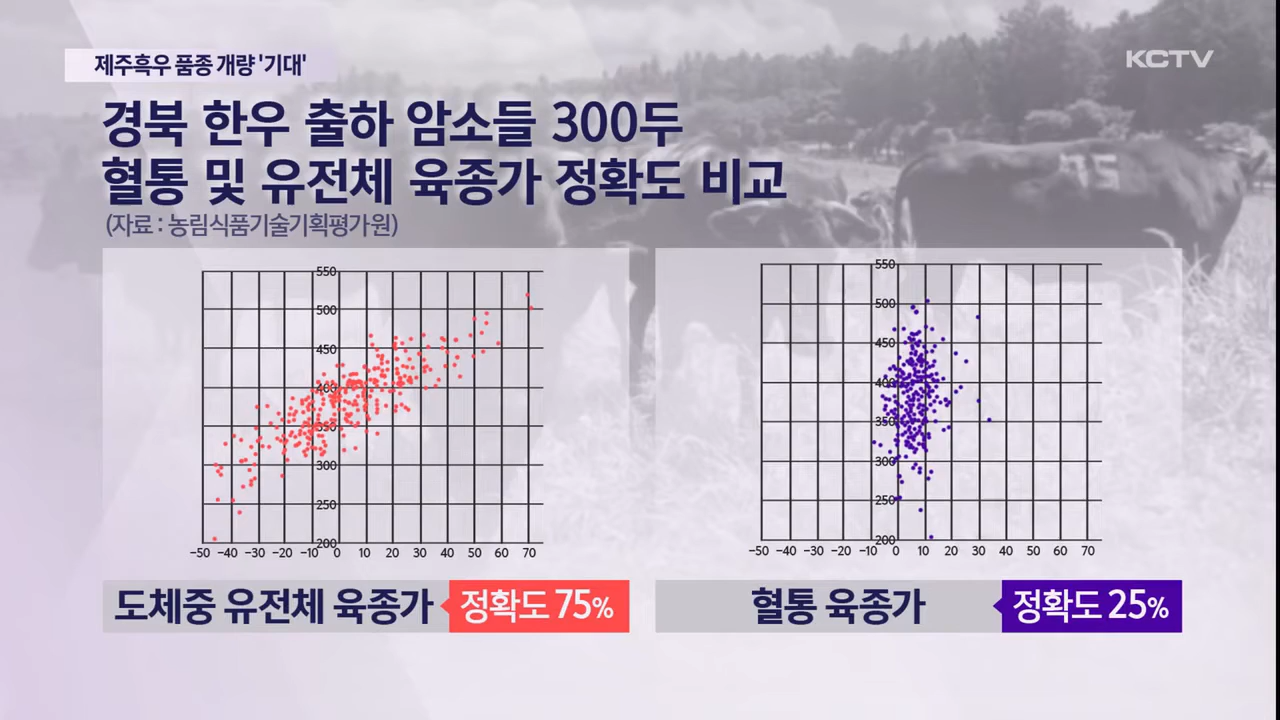 제주흑우 품종 개량 '기대'
KCTV
경북 한우 출하 암소들 300두
혈통 및 유전체 육종가 정확도 비교
(자료 : 농림식품기술기획평가원)
550
500
450
400
350
300
250
200
-50 -40 -30 -20 -10 0 10 20 30 40 50 60 70
550
500
450
400
350
300
250
200
-50 -40 -30 -20 -10 0 10 20 30 40 50 60 70
도체중 유전체 육종가 정확도 75%
혈통 육종가 정확도 25%